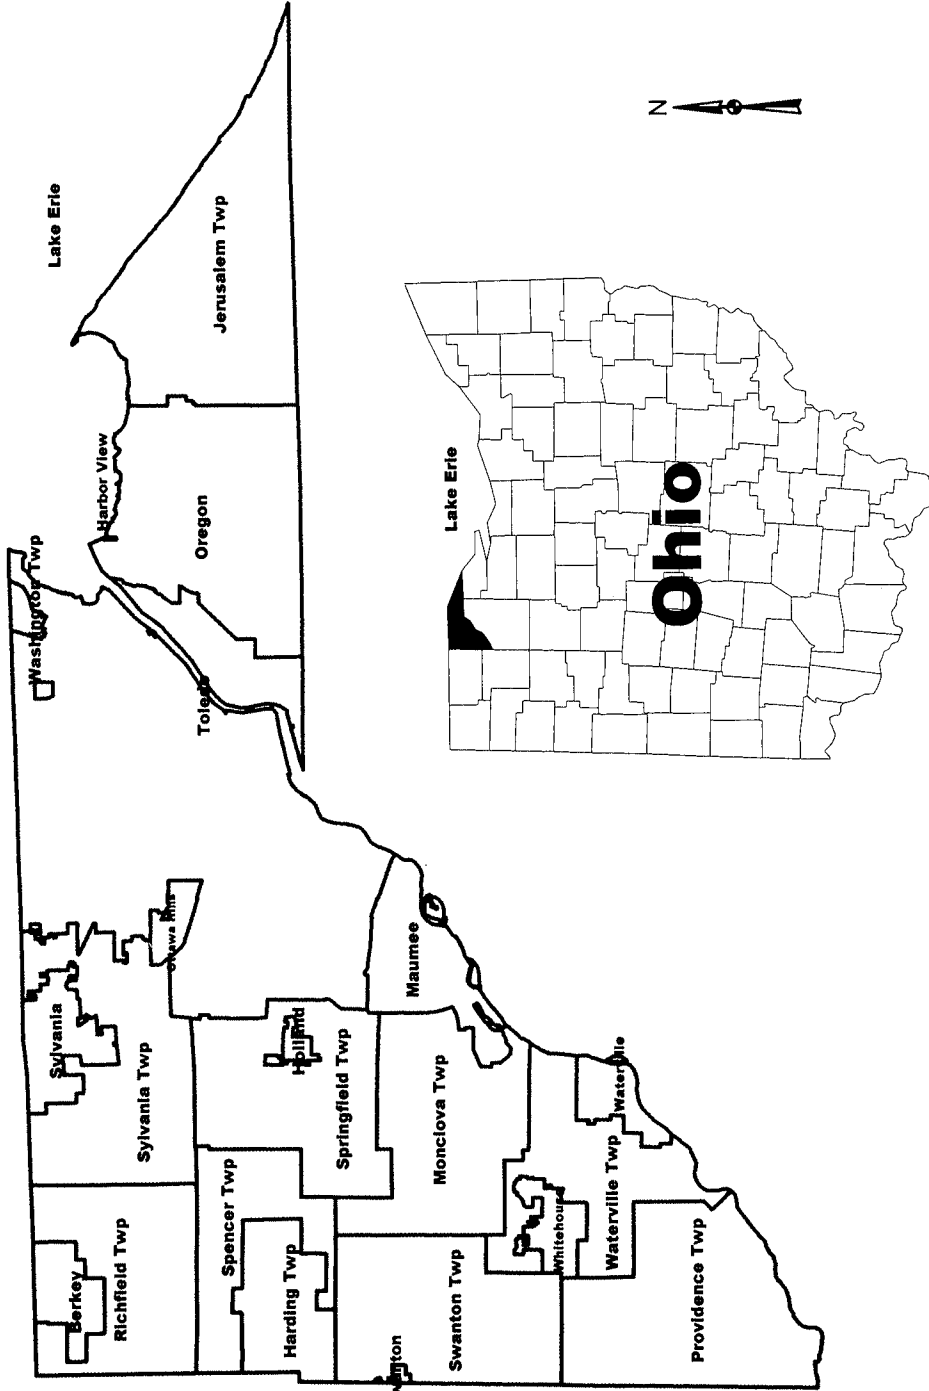 Lake Erie
Washington Twp
Sylvania
Berkey
Harbor View
Richfield Twp
Sylvania Twp
Ottawa Hills
Toledo
Oregon
Jerusalem Twp
Spencer Twp
Harding Twp
Holland
Springfield Twp
Maumee
Monclova Twp
Swanton Twp
Whitehouse
Waterville Twp
Waterville
Providence Twp
Lake Erie
Ohio
N